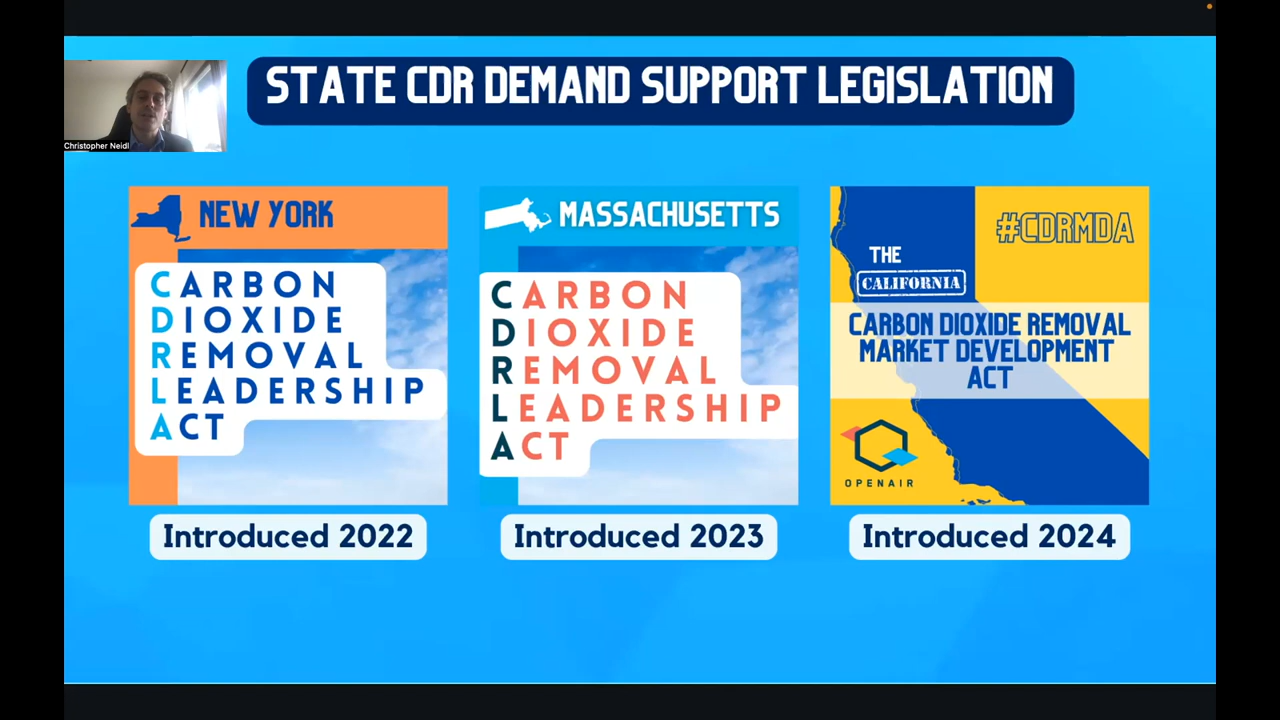 STATE CDR DEMAND SUPPORT LEGISLATION
Christopher Neidl
NEW YORK
CARBON
DIOXIDE
REMOVAL
LEADERSHIP
ACT
Introduced 2022
MASSACHUSETTS
CARBON
DIOXIDE
REMOVAL
LEADERSHIP
ACT
Introduced 2023
#CDRMDA
THE
CALIFORNIA
CARBON DIOXIDE REMOVAL
MARKET DEVELOPMENT
ACT
OPENAIR
Introduced 2024